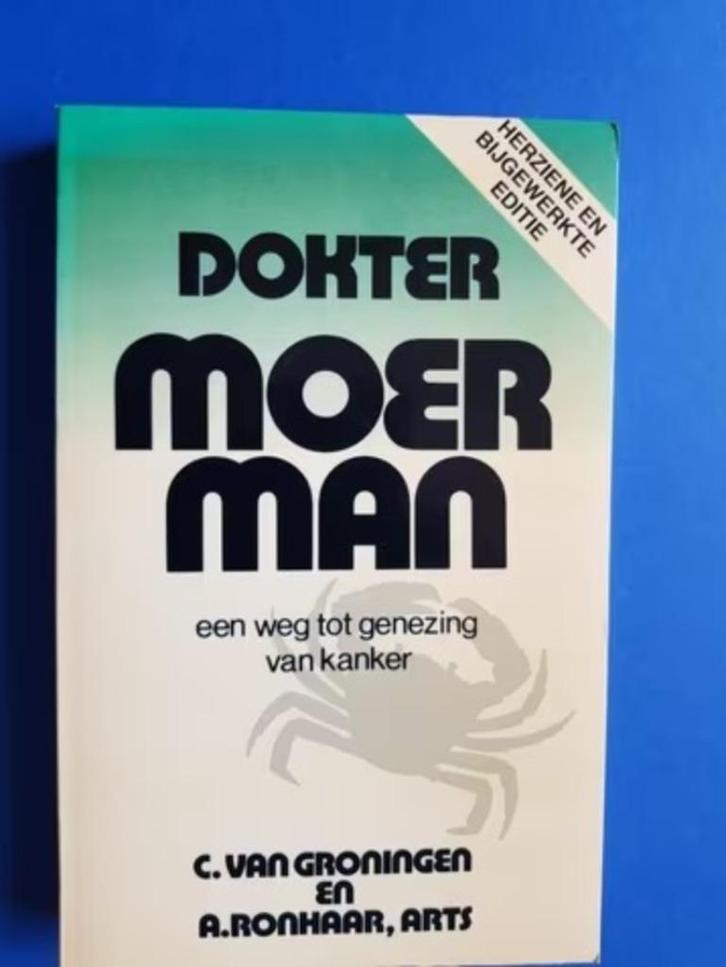 HERZIENE EN
BIJGEWERKTE
EDITIE
DOKTER
MOER
MAN
een weg tot genezing
van kanker
C. VAN GRONINGEN
EN
A. RONHAAR, ARTS